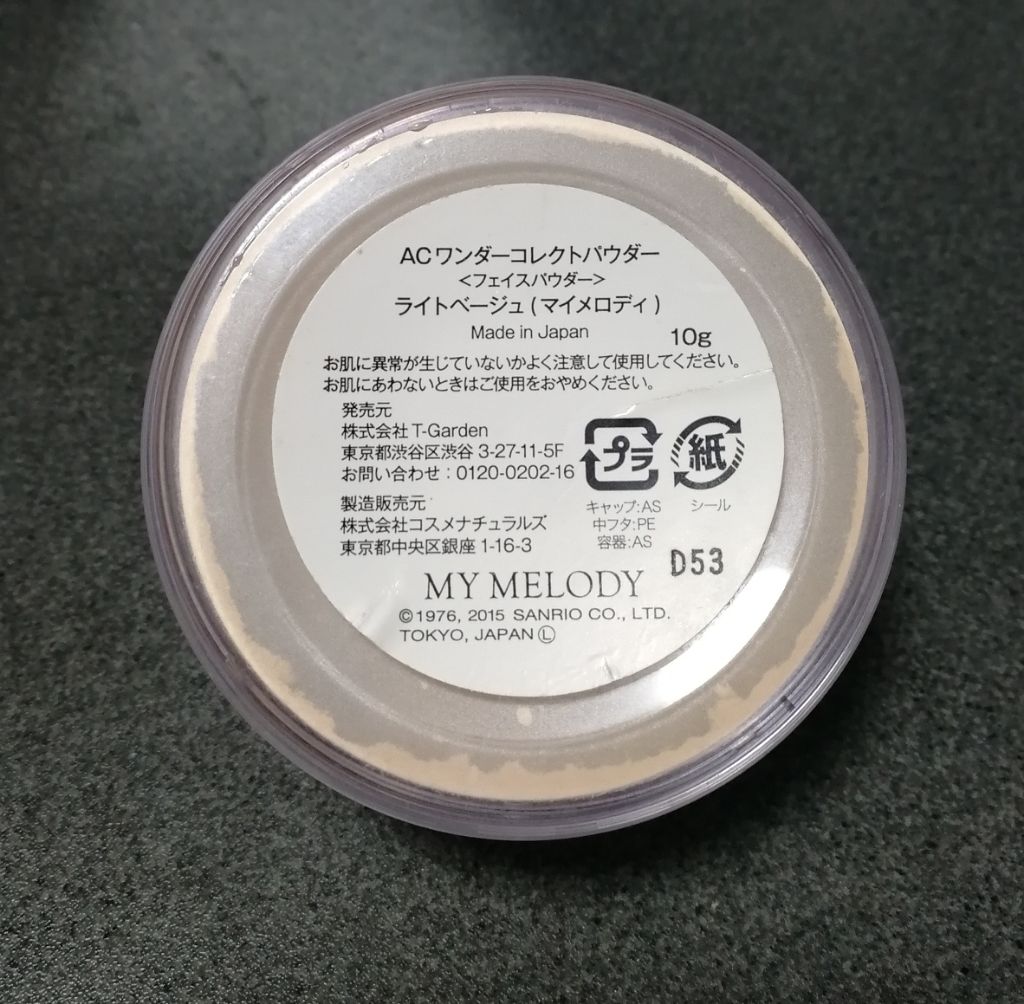 ACワンダーコレクトパウダー
<フェイスパウダー>
ライトベージュ(マイメロディ)
Made in Japan 10g
お肌に異常が生じていないかよく注意して使用してください。
お肌にあわないときはご使用をおやめください。
発売元
株式会社T-Garden
東京都渋谷区渋谷3-27-11-5F
お問い合わせ:0120-0202-16
製造販売元
株式会社コスメナチュラルズ
東京都中央区銀座1-16-3
プラ
キャップ:AS
中フタ:PE
容器:AS
紙
シール
D53
MY MELODY
©1976, 2015 SANRIO CO., LTD.
TOKYO, JAPAN Ⓛ